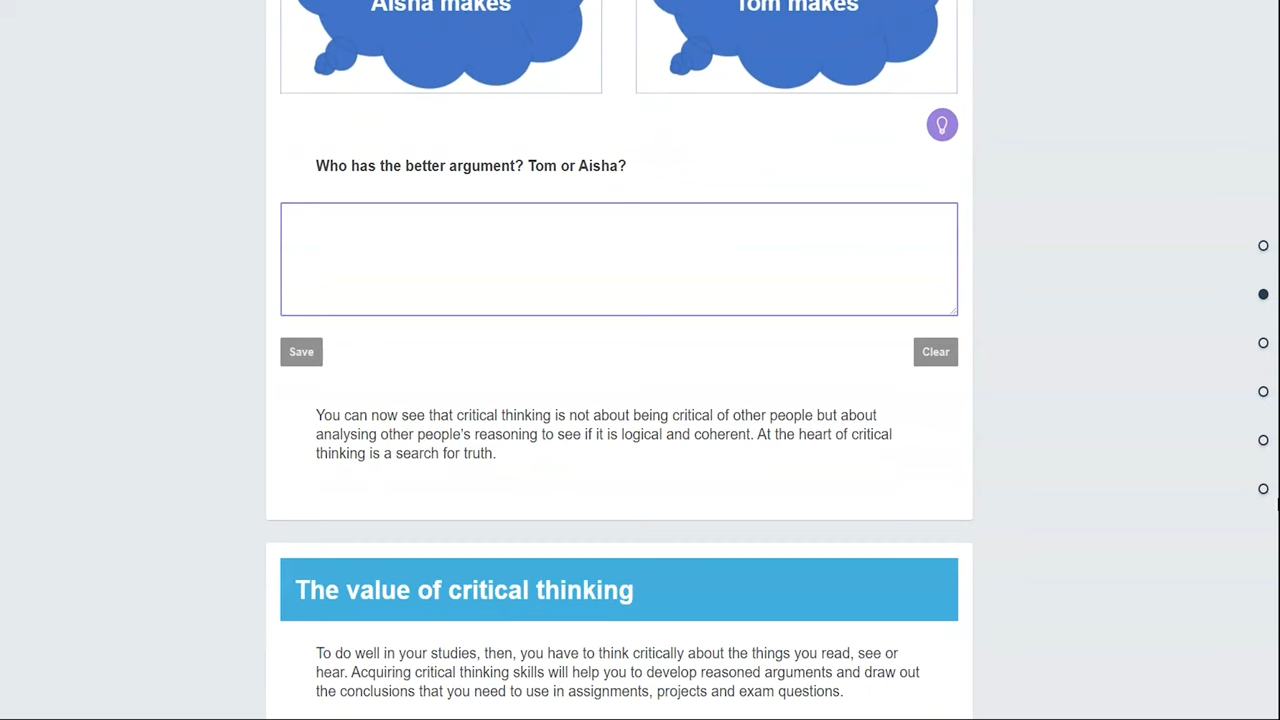 Aisha makes
Tom makes
Who has the better argument? Tom or Aisha?
Save
Clear
You can now see that critical thinking is not about being critical of other people but about
analysing other people's reasoning to see if it is logical and coherent. At the heart of critical
thinking is a search for truth.
The value of critical thinking
To do well in your studies, then, you have to think critically about the things you read, see or
hear. Acquiring critical thinking skills will help you to develop reasoned arguments and draw out
the conclusions that you need to use in assignments, projects and exam questions.